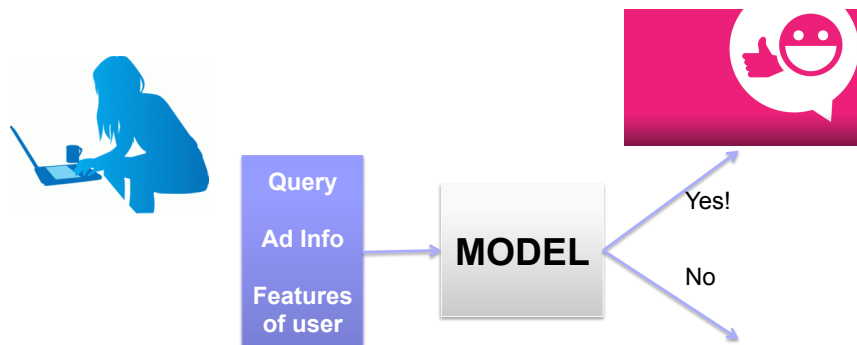 Query
Ad Info
Features
of user
MODEL
Yes!
No